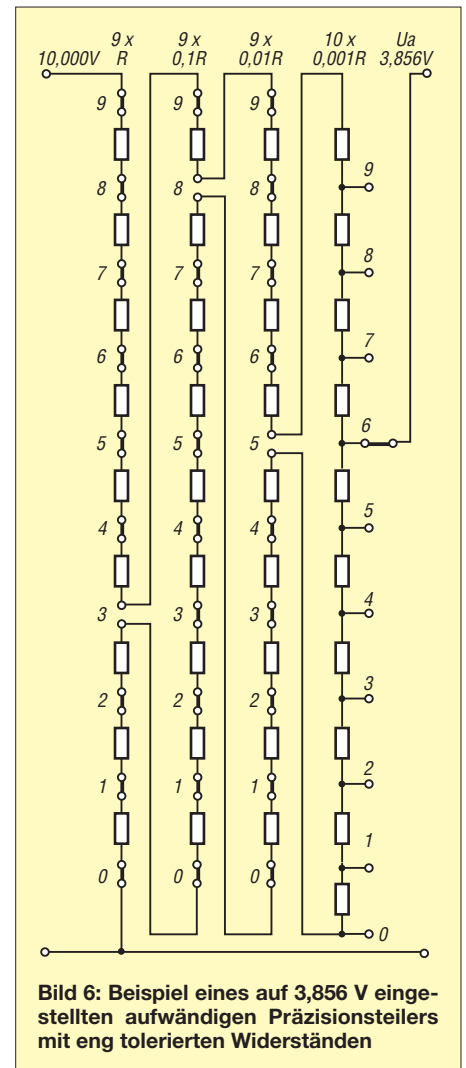 9 x 9 x 9 x 10 x Ua
10,000V R 0,1R 0,01R 0,001R 3,856V
9 9 9
9
8 8 8
8
7 7 7
7
6 6 6
6
5 5 5
5
4 4 4
4
3 3 3
3
2 2 2
2
1 1 1
1
0 0 0
0
Bild 6: Beispiel eines auf 3,856 V einge-
stellten aufwändigen Präzisionsteilers
mit eng tolerierten Widerständen